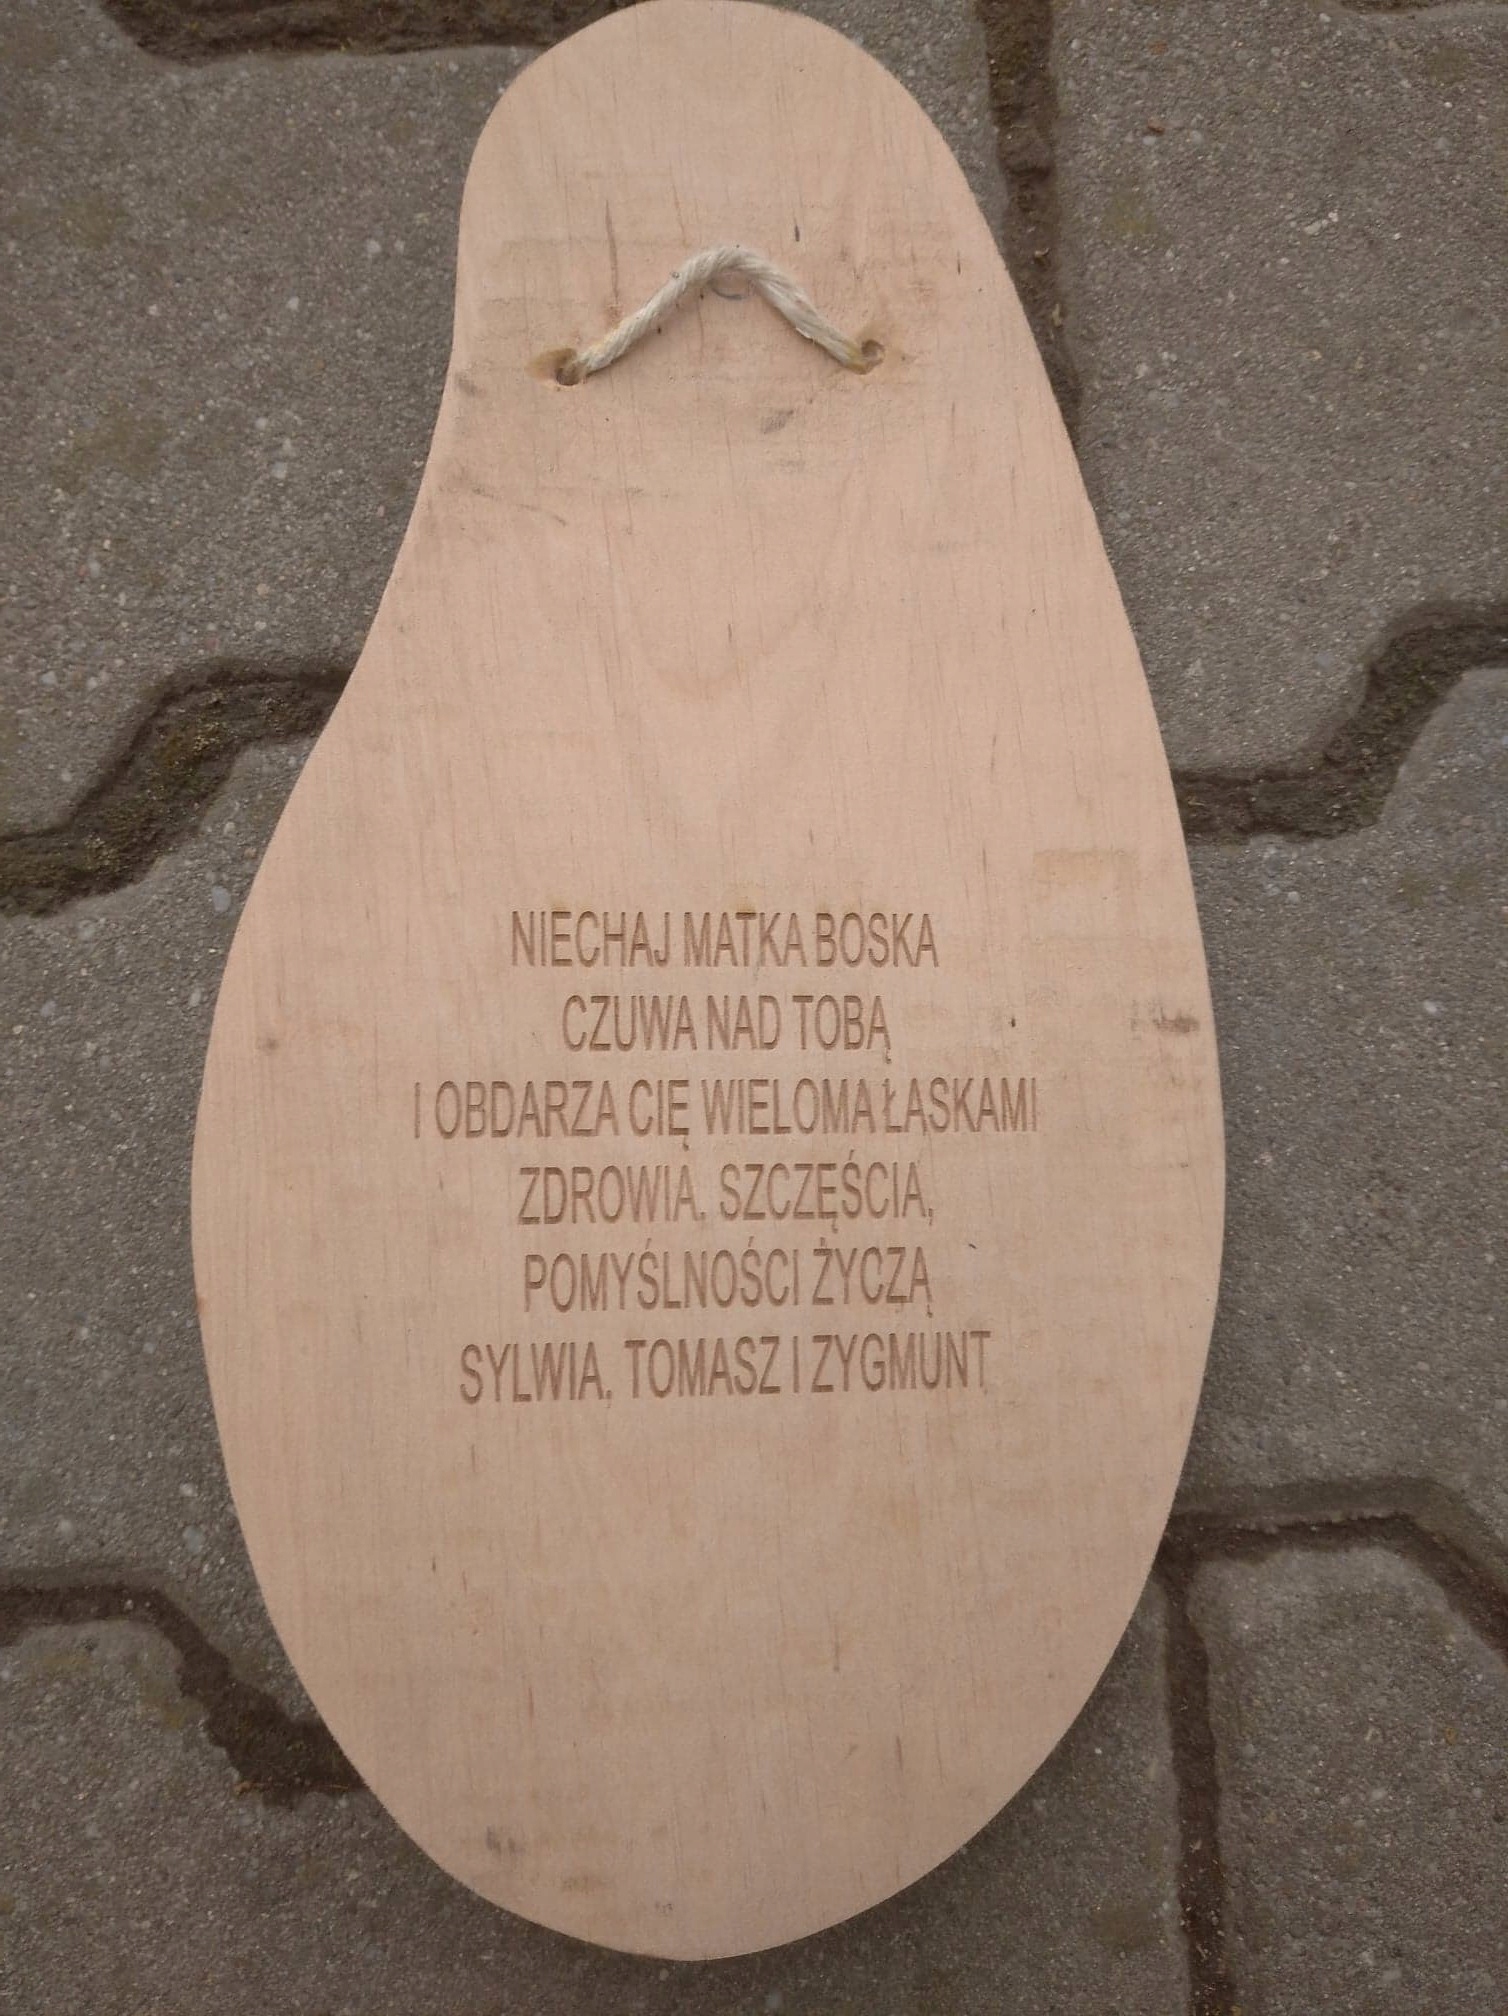 NIECHAJ MATKA BOSKA
CZUWA NAD TOBĄ
I OBDARZA CIĘ WIELOMA ŁASKAMI
ZDROWIA, SZCZĘŚCIA,
POMYŚLNOŚCI ŻYCZĄ
SYLWIA, TOMASZ I ZYGMUNT